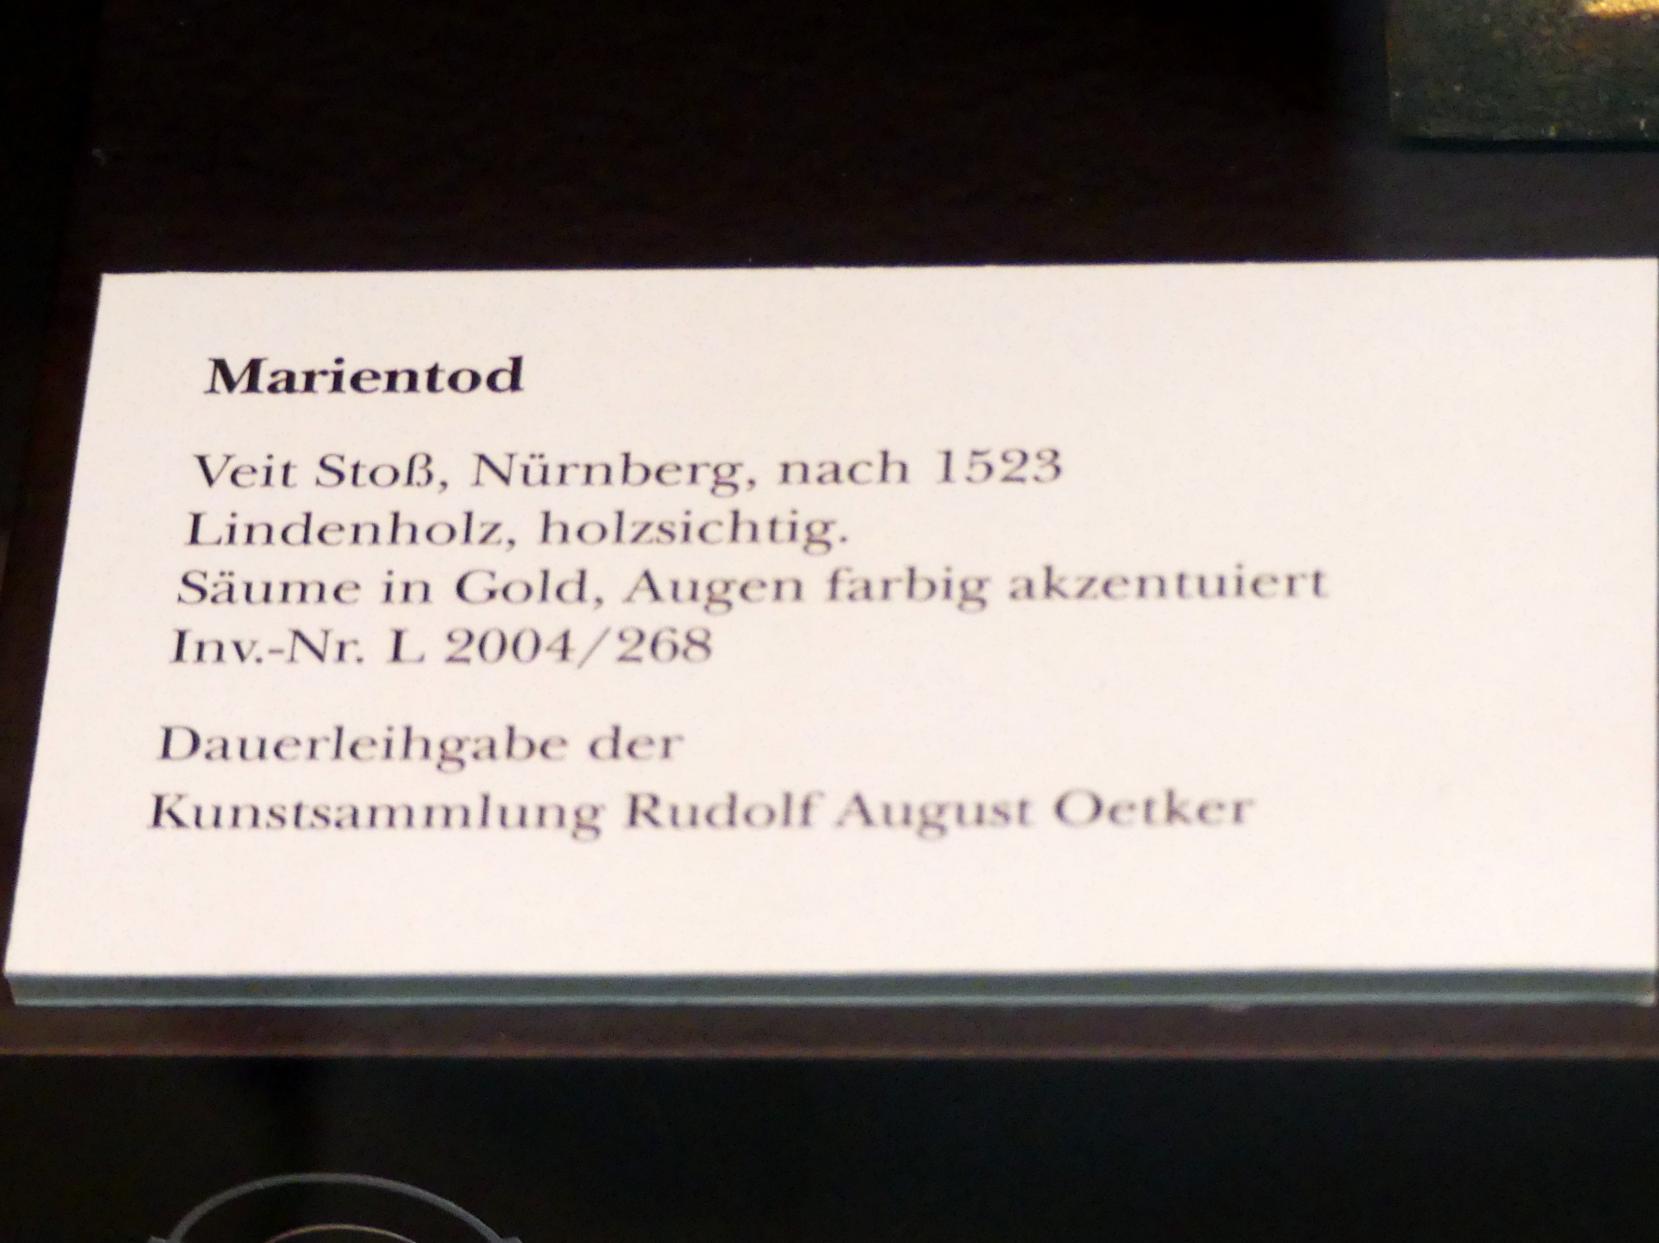 Marientod
Veit Stoß, Nürnberg, nach 1523
Lindenholz, holzsichtig.
Säume in Gold, Augen farbig akzentuiert
Inv.-Nr. L 2004/268
Dauerleihgabe der
Kunstsammlung Rudolf August Oetker